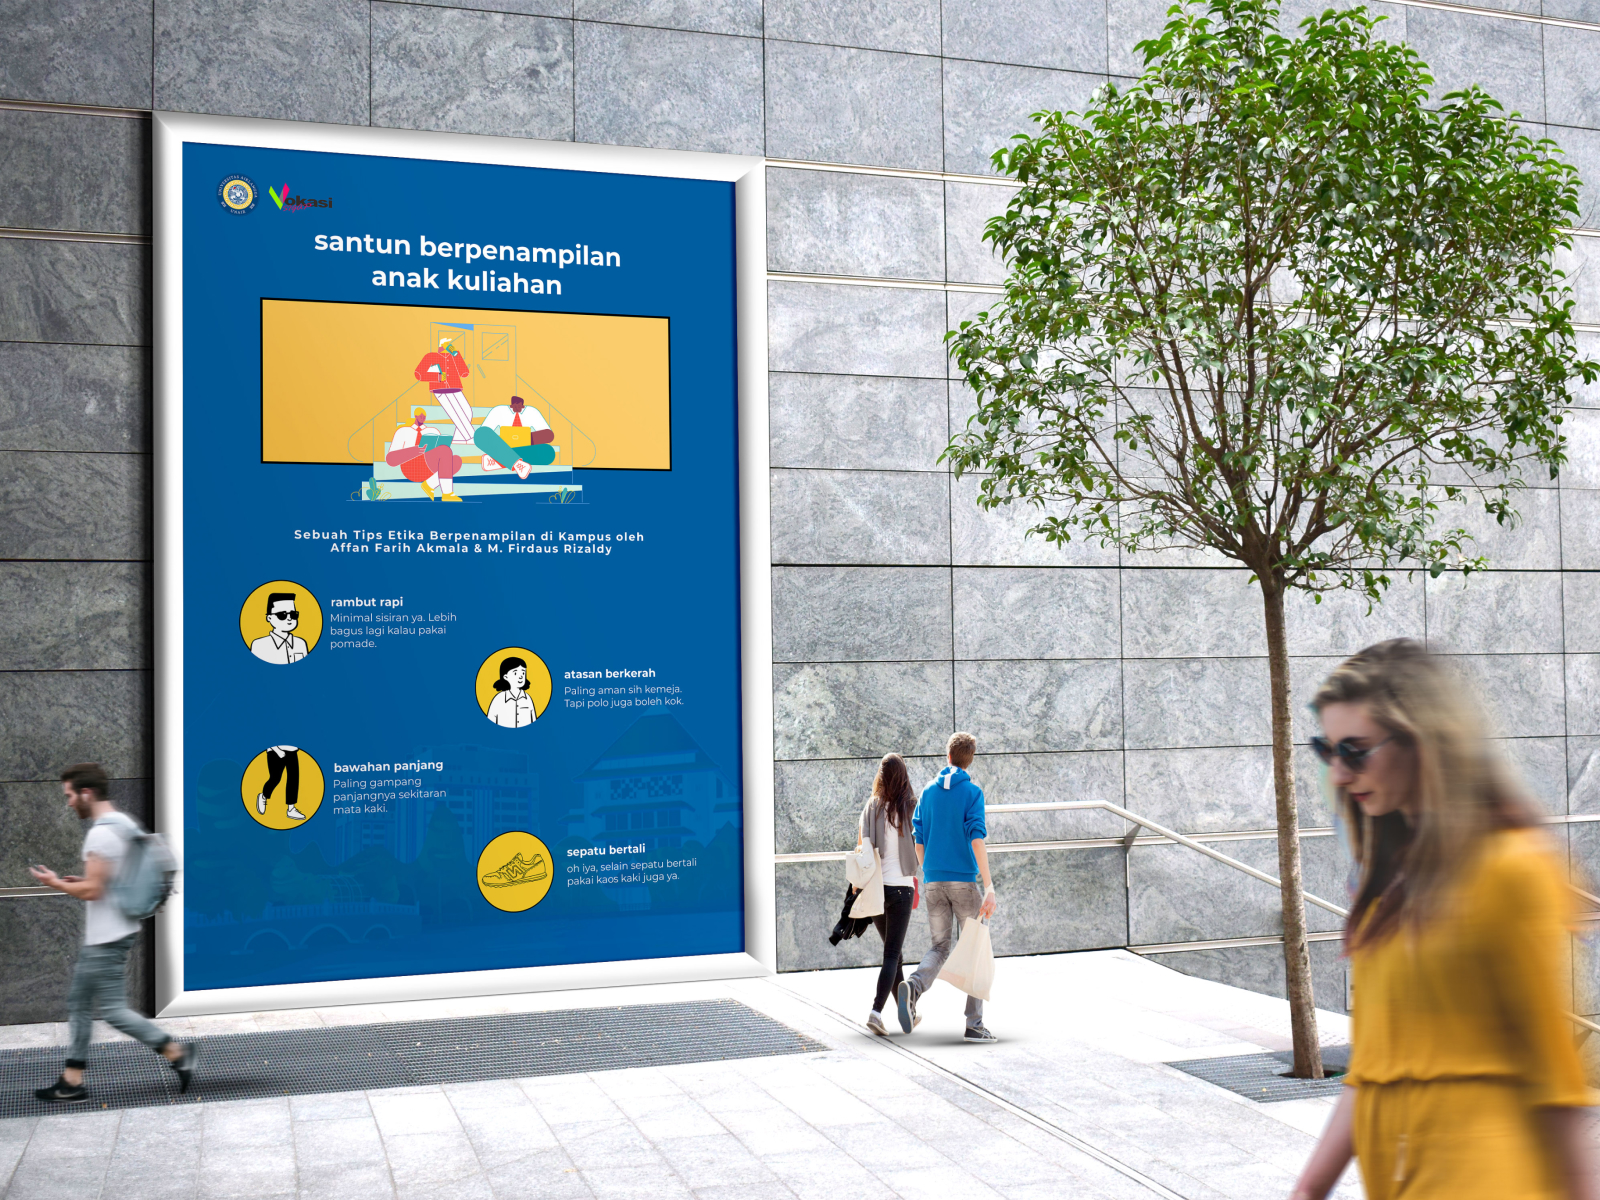 UNIVERSITAS AIRLANGGA
Vokasi
santun berpenampilan
anak kuliahan
Sebuah Tips Etika Berpenampilan di Kampus oleh
Affan Farih Akmala & M. Firdaus Rizaldy
rambut rapi
Minimal sisiran ya. Lebih
bagus lagi kalau pakai
pomade.
atasan berkerah
Paling aman sih kemeja.
Tapi polo juga boleh kok.
bawahan panjang
Paling gampang
panjangnya sekitaran
mata kaki.
sepatu bertali
oh iya, selain sepatu bertali
pakai kaos kaki juga ya.